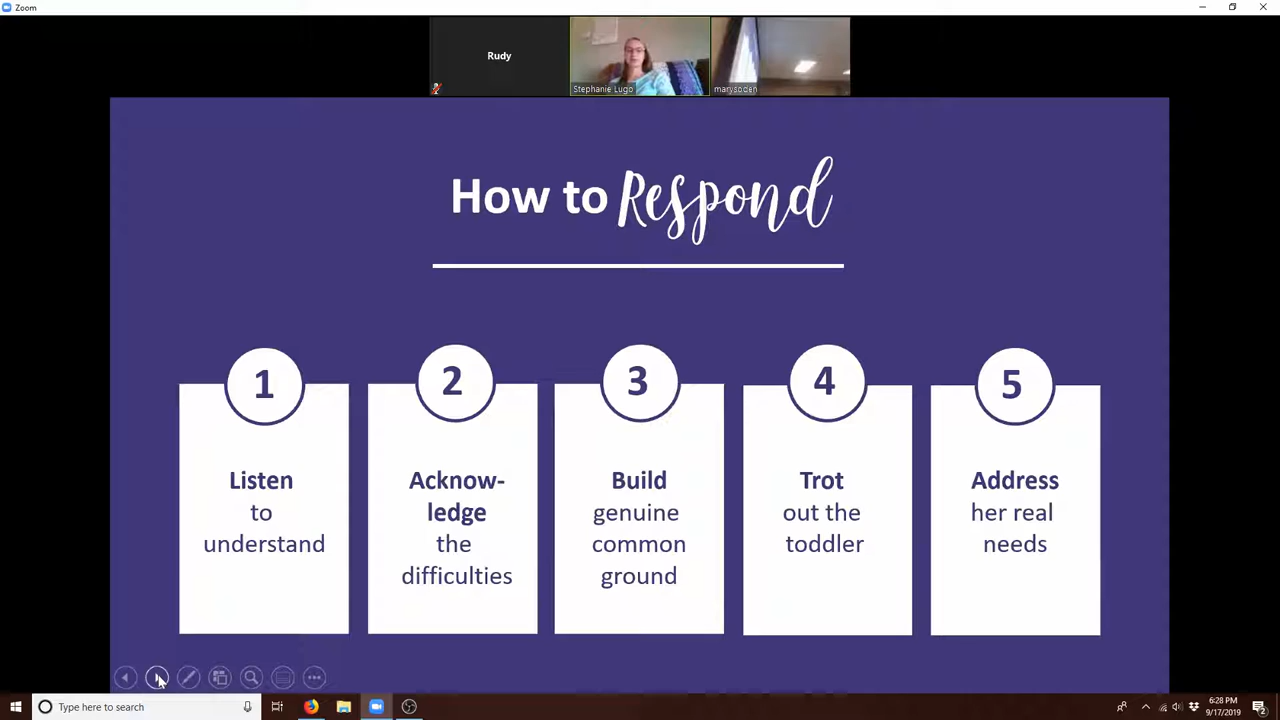 Zoom
Rudy
Stephanie Lugo
marysoden
How to Respond
1
Listen
to
understand
2
Acknow-
ledge
the
difficulties
3
Build
genuine
common
ground
4
Trot
out the
toddler
5
Address
her real
needs
Type here to search
6:28 PM
9/17/2019
2